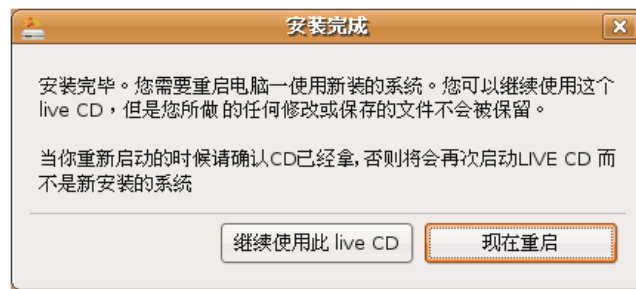 安装完成
安装完毕。您需要重启电脑一使用新装的系统。您可以继续使用这个
live CD，但是您所做的任何修改或保存的文件不会被保留。
当你重新启动的时候请确认CD已经拿,否则将会再次启动LIVE CD 而
不是新安装的系统
继续使用此 live CD
现在重启